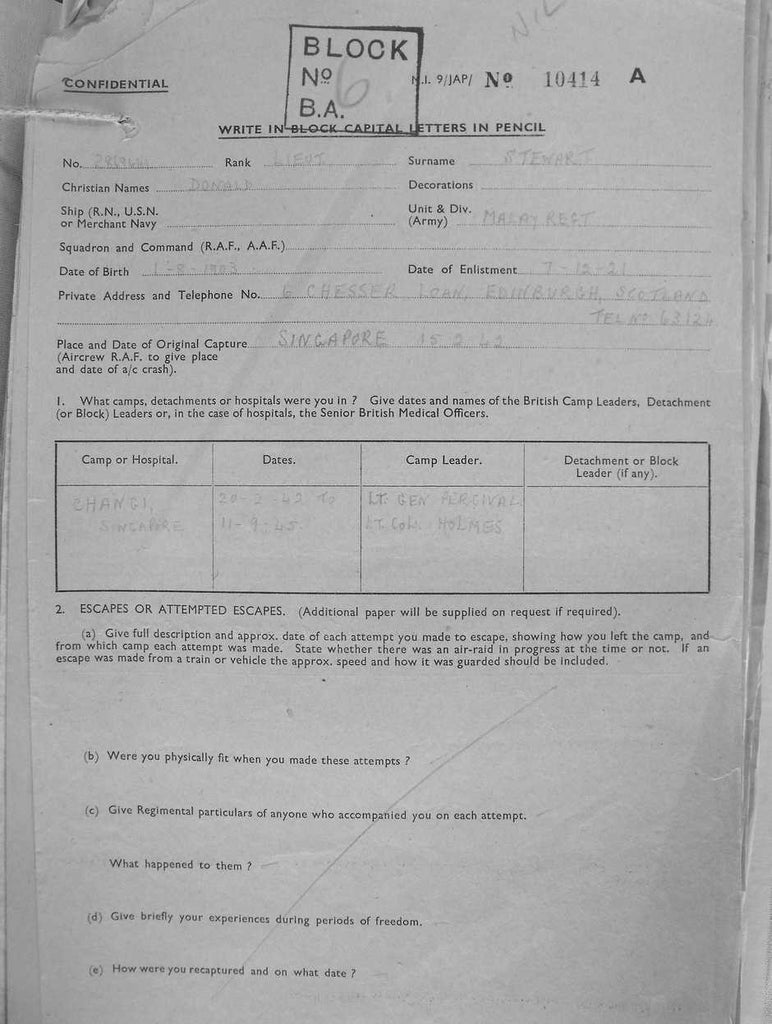 NIL
BLOCK
No 6
B.A.
CONFIDENTIAL
M.I. 9/JAP/ No 10414 A
WRITE IN BLOCK CAPITAL LETTERS IN PENCIL
No. Rank LIEUT Surname STEWART
Christian Names DONALD Decorations
Ship (R.N., U.S.N. or Merchant Navy Unit & Div. (Army) MALAY REGT
Squadron and Command (R.A.F., A.A.F.)
Date of Birth 1-8-1903 Date of Enlistment 7-12-21
Private Address and Telephone No. 6 CHESSER LOAN, EDINBURGH, SCOTLAND
TEL NO 63124
Place and Date of Original Capture SINGAPORE 15 2 42
(Aircrew R.A.F. to give place
and date of a/c crash).
1. What camps, detachments or hospitals were you in ? Give dates and names of the British Camp Leaders, Detachment
(or Block) Leaders or, in the case of hospitals, the Senior British Medical Officers.
Camp or Hospital. Dates. Camp Leader. Detachment or Block
Leader (if any).
CHANGI, 20-2-42 TO LT. GEN PERCIVAL
SINGAPORE 11-9-45. LT. COL. HOLMES
2. ESCAPES OR ATTEMPTED ESCAPES. (Additional paper will be supplied on request if required).
(a) Give full description and approx. date of each attempt you made to escape, showing how you left the camp, and
from which camp each attempt was made. State whether there was an air-raid in progress at the time or not. If an
escape was made from a train or vehicle the approx. speed and how it was guarded should be included.
(b) Were you physically fit when you made these attempts ?
(c) Give Regimental particulars of anyone who accompanied you on each attempt.
What happened to them ?
(d) Give briefly your experiences during periods of freedom.
(e) How were you recaptured and on what date ?